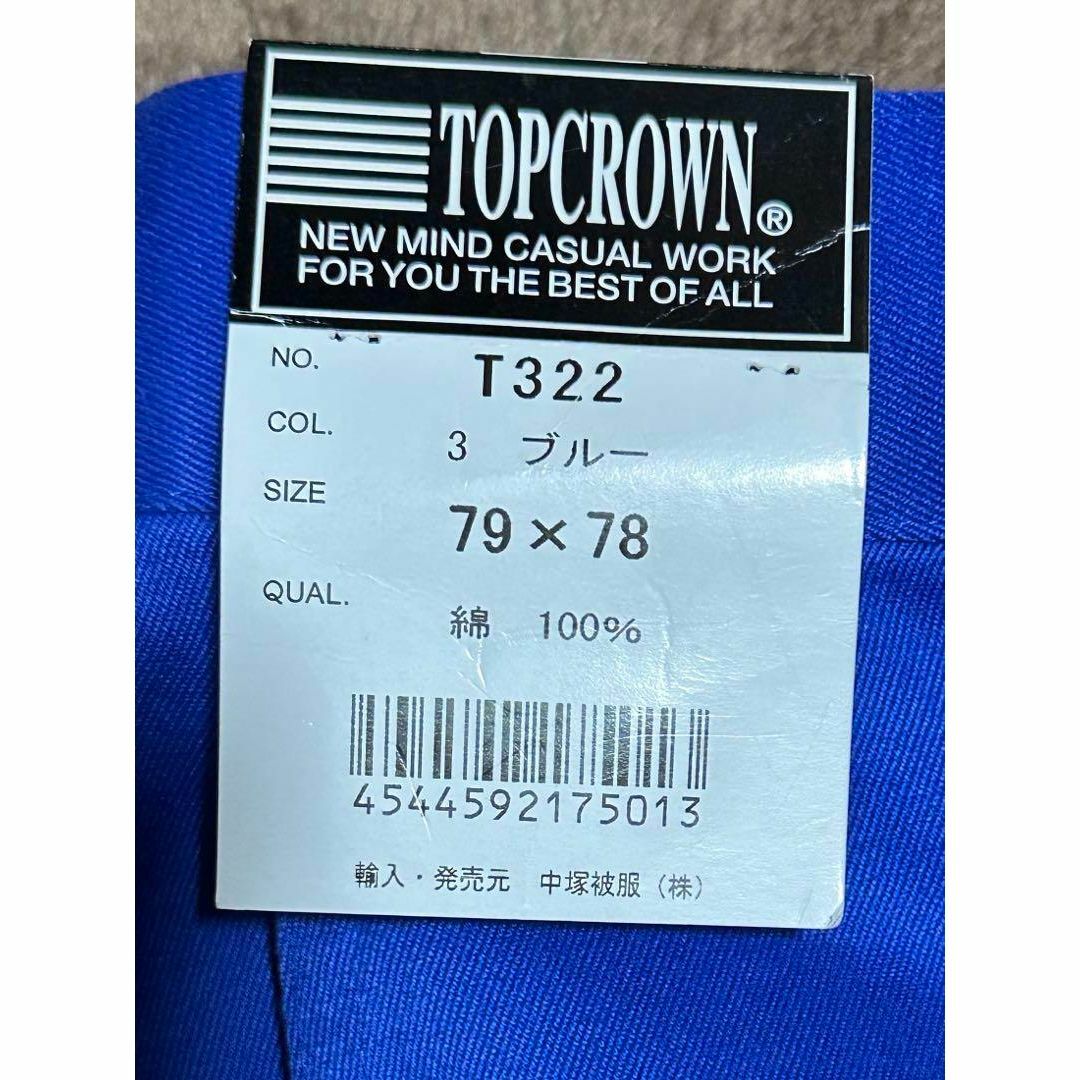 TOPCROWN®
NEW MIND CASUAL WORK
FOR YOU THE BEST OF ALL
NO. T322
COL. 3 ブルー
SIZE 79×78
QUAL. 綿 100%
4544592175013
輸入・発売元 中塚被服(株)